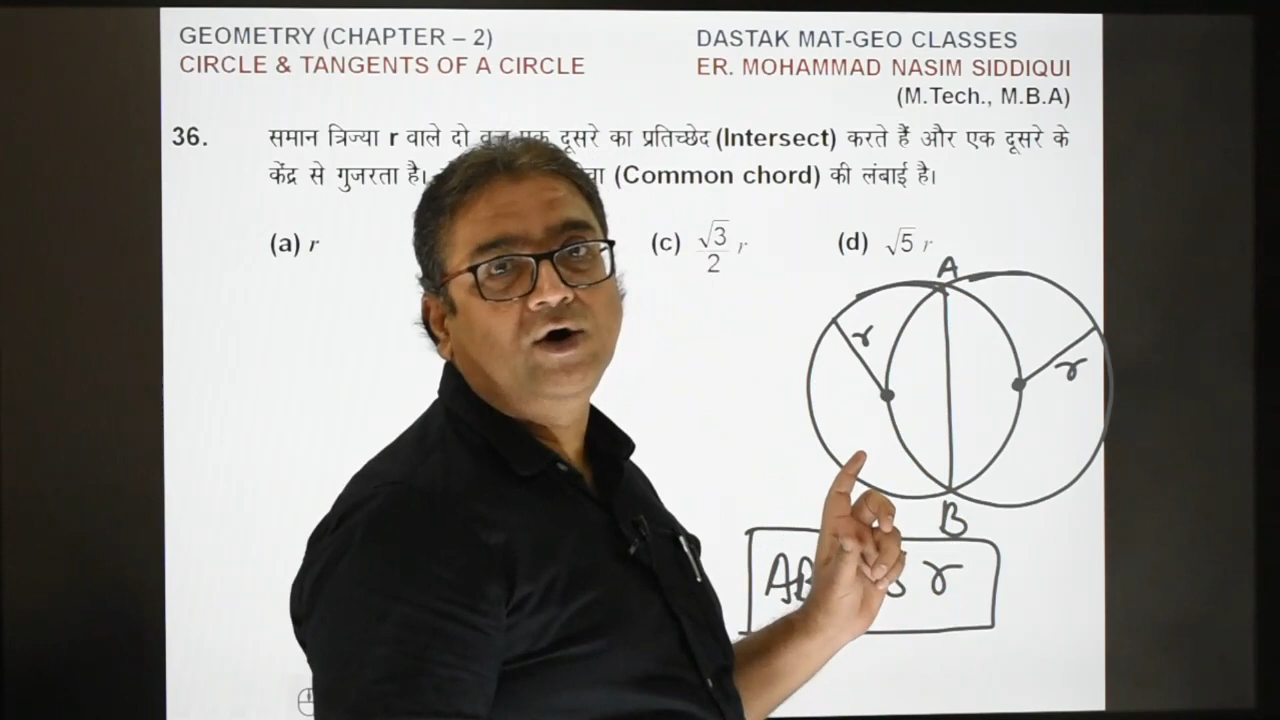 GEOMETRY (CHAPTER – 2)
DASTAK MAT-GEO CLASSES
CIRCLE & TANGENTS OF A CIRCLE
ER. MOHAMMAD NASIM SIDDIQUI
(M.Tech., M.B.A)
36. समान त्रिज्या r वाले दो एक दूसरे का प्रतिच्छेद (Intersect) करते हैं और एक दूसरे के
केंद्र से गुजरता है। (Common chord) की लंबाई है।
(a) r (c) √3/2 r (d) √5 r
A
r
r
B
r